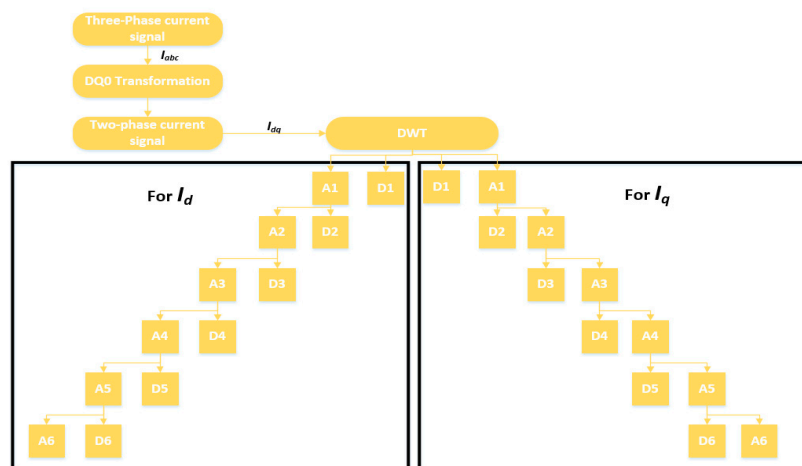 Three-Phase current
signal
Iabc
DQ0 Transformation
Two-phase current
signal
Idq
DWT
For Id
A1
D1
A2
D2
A3
D3
A4
D4
A5
D5
A6
D6
For Iq
D1
A1
D2
A2
D3
A3
D4
A4
D5
A5
D6
A6